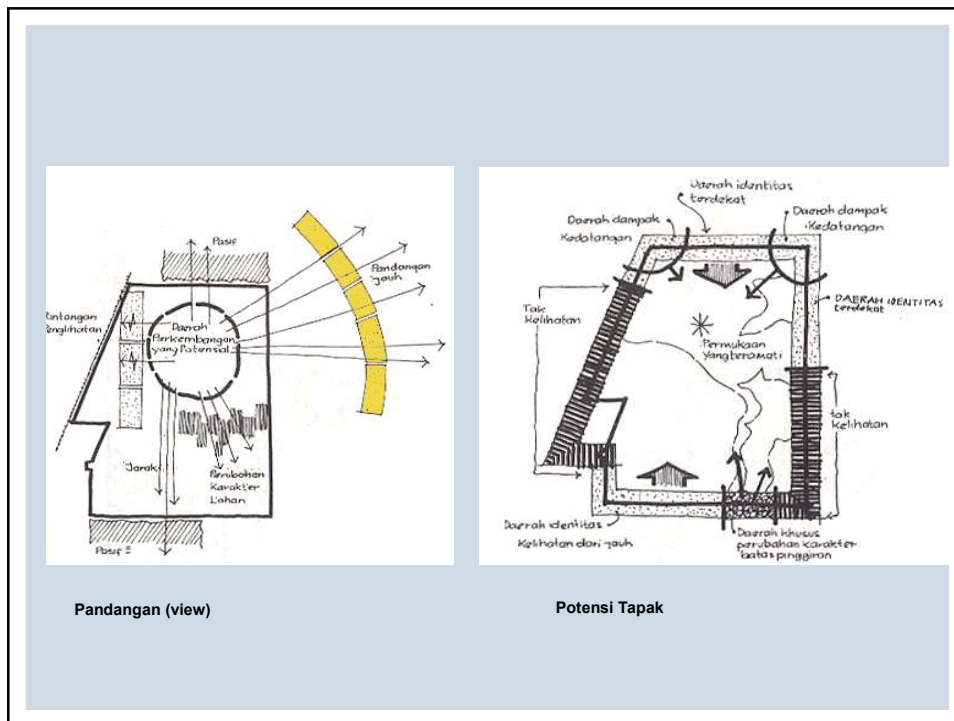 Pasif
Pandangan
jauh
Rintangan
Penglihatan
Daerah
Perkembangan
yang Potensial
Jarak
Perubahan
Karakter
Lahan
Pasif
Pandangan (view)
Daerah identitas
terdekat
Daerah dampak
Kedatangan
Daerah dampak
Kedatangan
DAERAH IDENTITAS
terdekat
Tak
Kelihatan
Permukaan
Yang teramati
tak
Kelihatan
Daerah identitas
Kelihatan dari jauh
Daerah khusus
perubahan karakter
batas pinggiran
Potensi Tapak